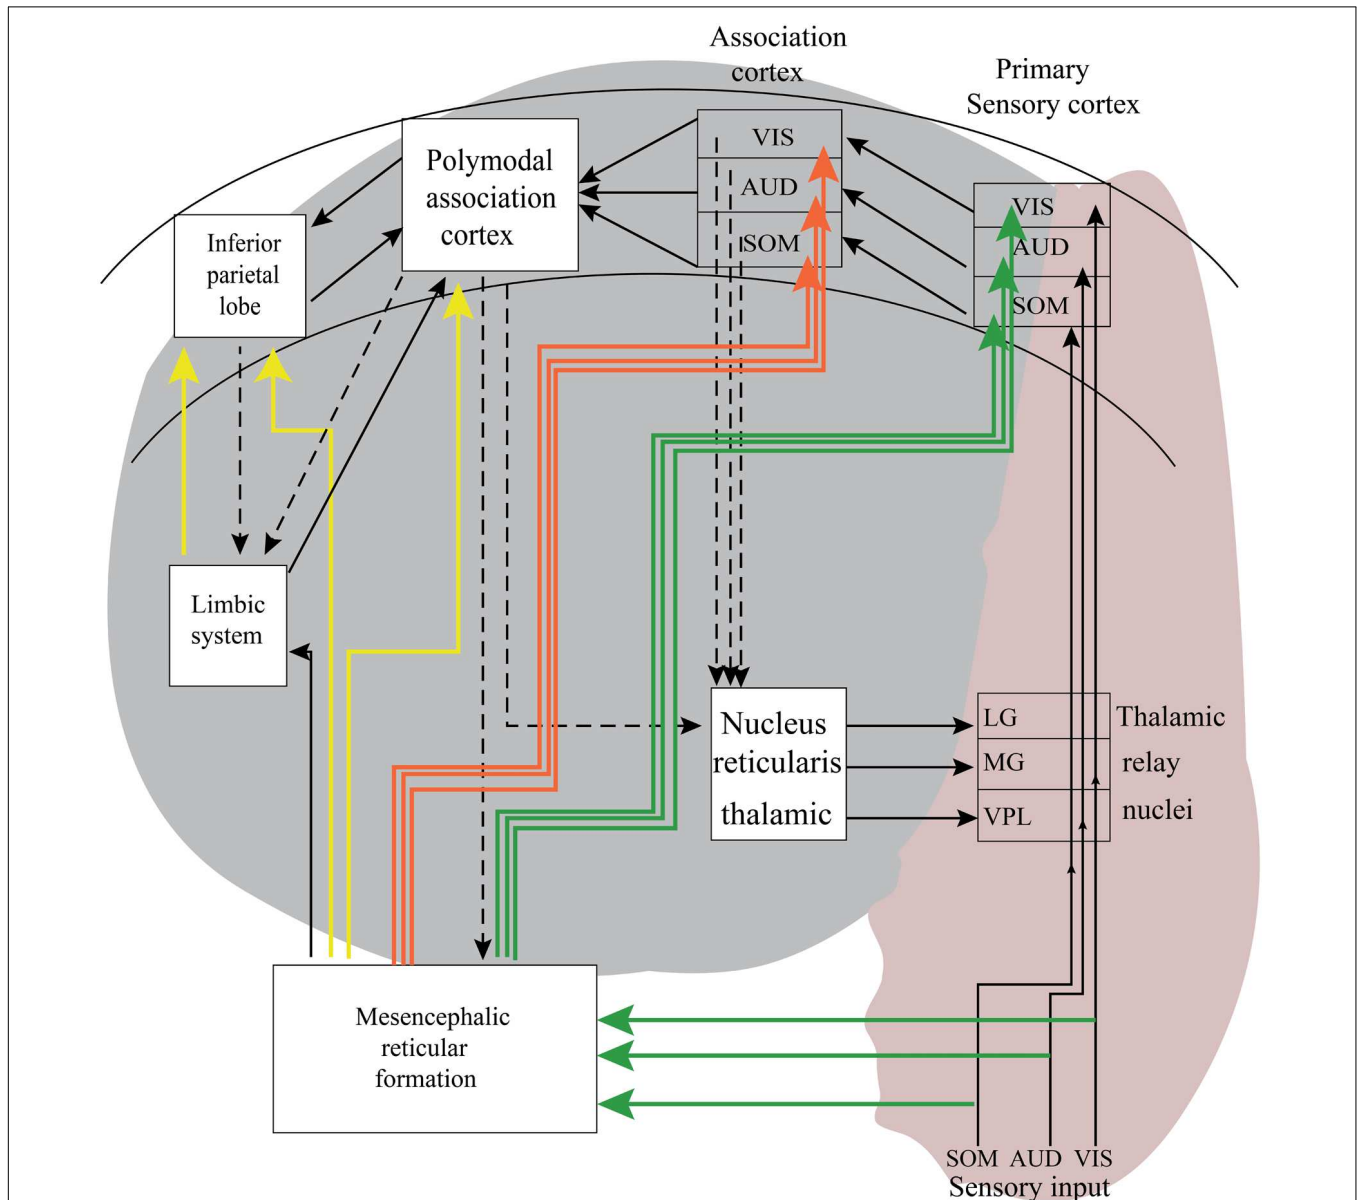 Association
cortex
Primary
Sensory cortex
VIS
AUD
SOM
VIS
AUD
SOM
Polymodal
association
cortex
Inferior
parietal
lobe
Limbic
system
Nucleus
reticularis
thalamic
LG
MG
VPL
Thalamic
relay
nuclei
Mesencephalic
reticular
formation
SOM AUD VIS
Sensory input